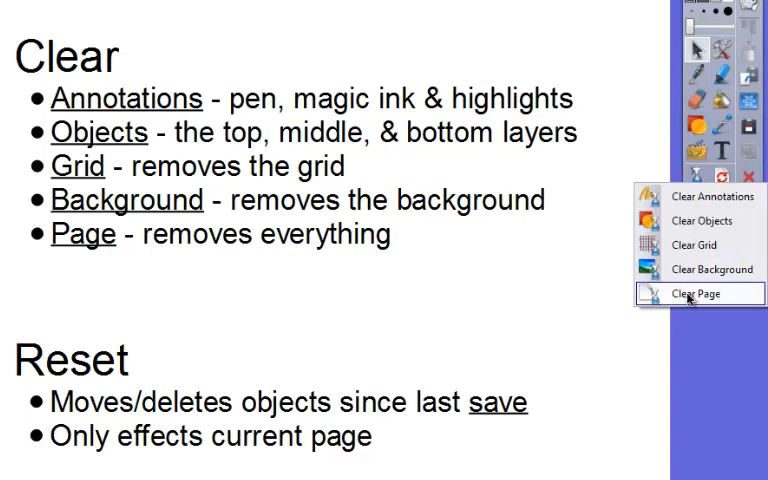 Clear
• Annotations - pen, magic ink & highlights
• Objects - the top, middle, & bottom layers
• Grid - removes the grid
• Background - removes the background
• Page - removes everything
Clear Annotations
Clear Objects
Clear Grid
Clear Background
Clear Page
Reset
• Moves/deletes objects since last save
• Only effects current page